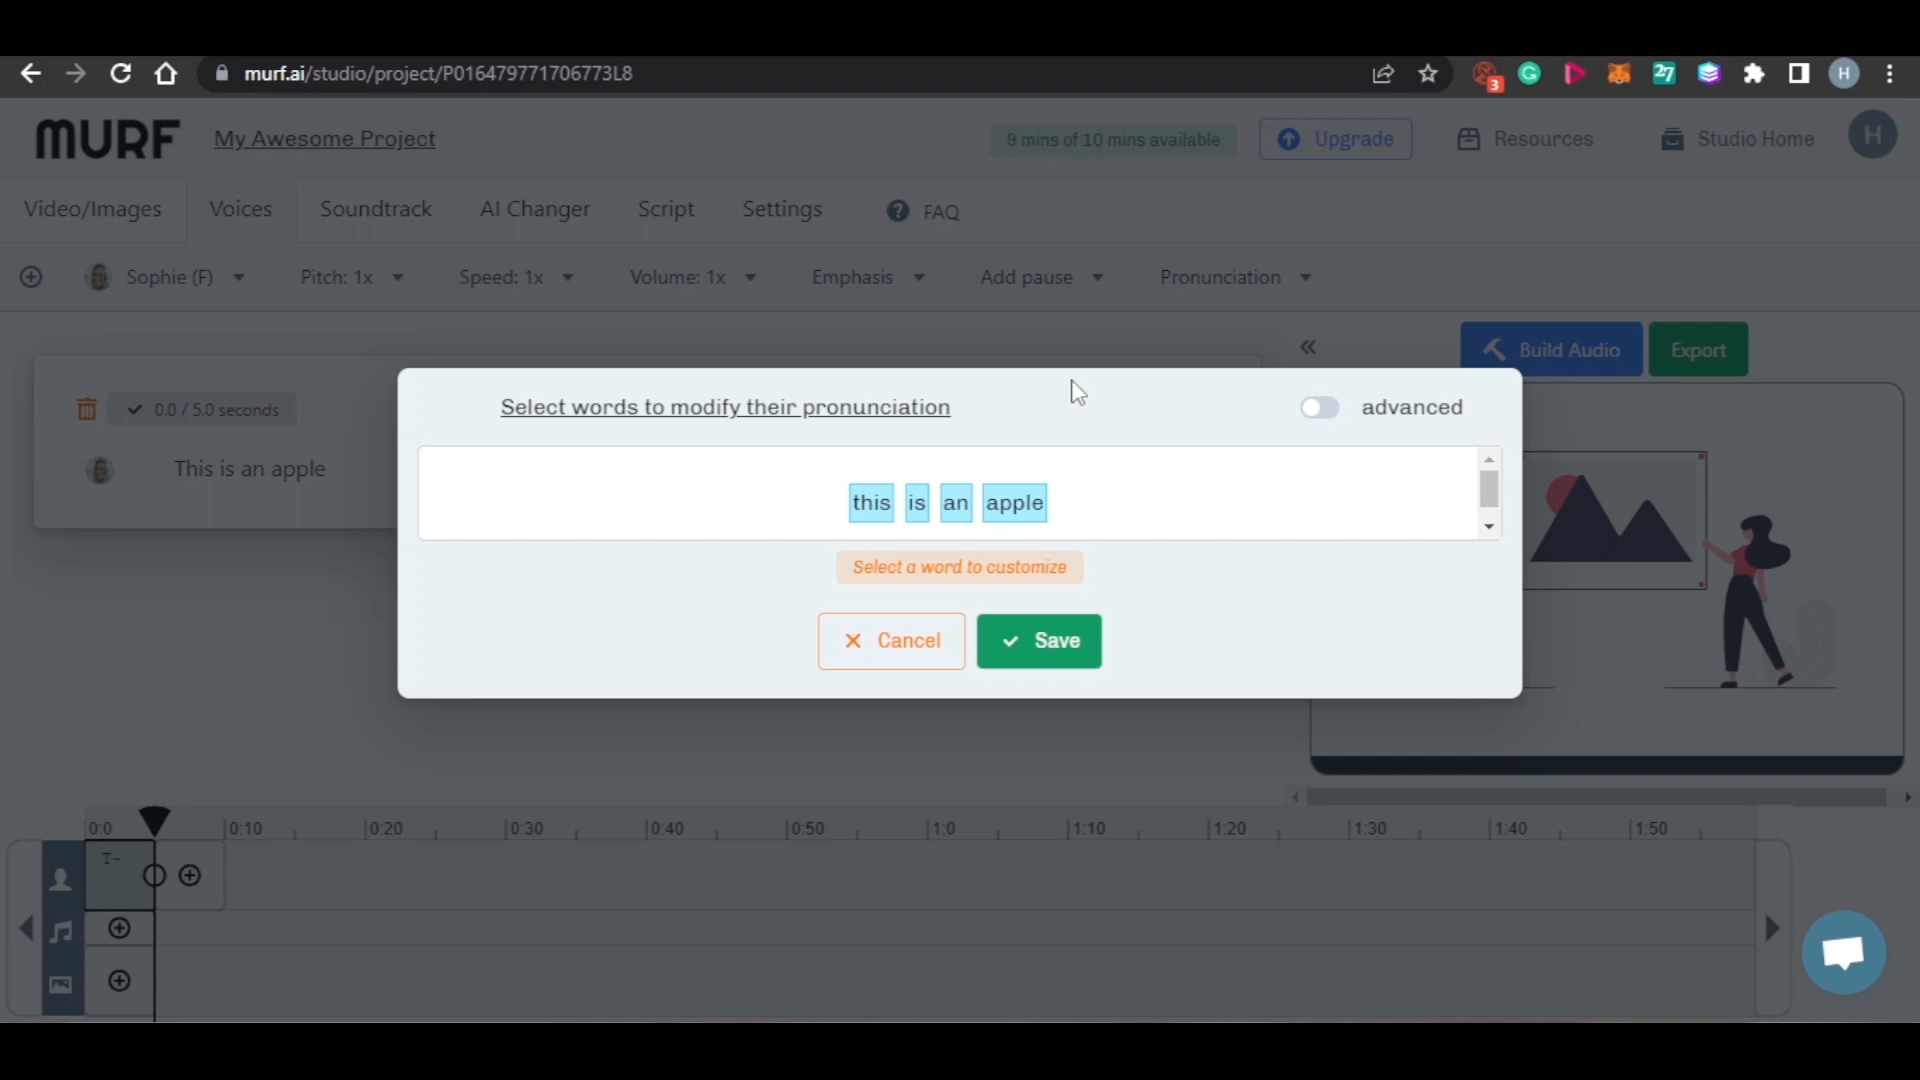 murf.ai/studio/project/P016479771706773L8
3
27
H
MURF
My Awesome Project
9 mins of 10 mins available
Upgrade
Resources
Studio Home
H
Video/Images
Voices
Soundtrack
AI Changer
Script
Settings
? FAQ
Sophie (F)
Pitch: 1x
Speed: 1x
Volume: 1x
Emphasis
Add pause
Pronunciation
Build Audio
Export
0.0 / 5.0 seconds
This is an apple
Select words to modify their pronunciation
advanced
this is an apple
Select a word to customize
Cancel
Save
0:0
0:10
0:20
0:30
0:40
0:50
1:0
1:10
1:20
1:30
1:40
1:50
T-